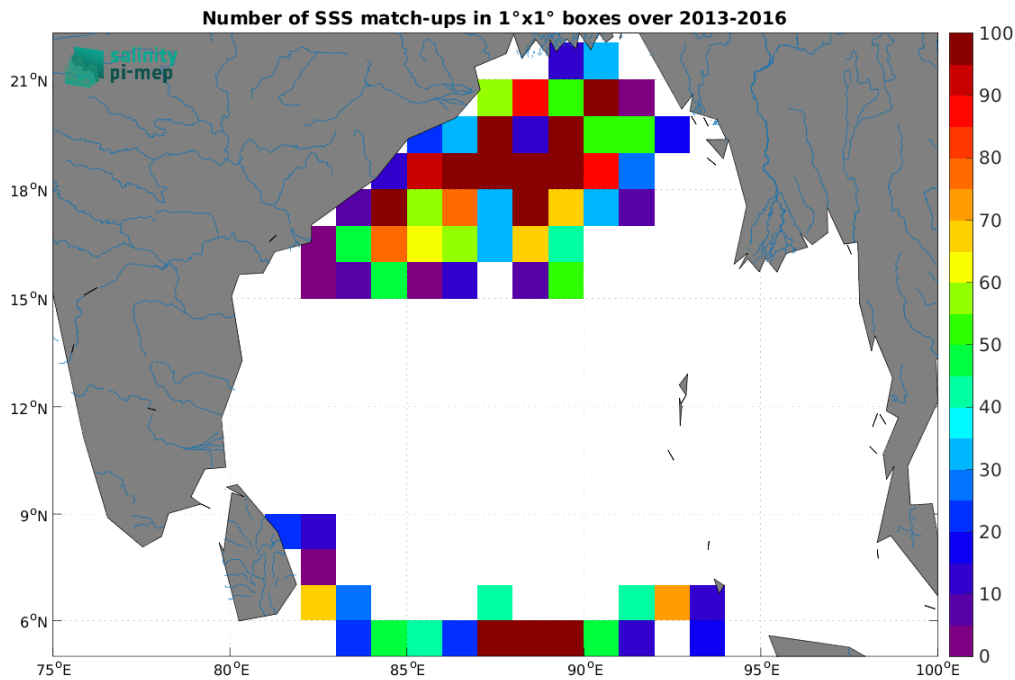 Number of SSS match-ups in 1°x1° boxes over 2013-2016
salinity
pi-mep
21°N
18°N
15°N
12°N
9°N
6°N
75°E
80°E
85°E
90°E
95°E
100°E
100
90
80
70
60
50
40
30
20
10
0